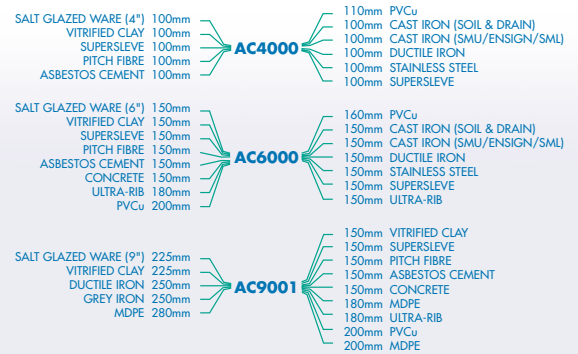 SALT GLAZED WARE (4") 100mm
VITRIFIED CLAY 100mm
SUPERSLEVE 100mm
PITCH FIBRE 100mm
ASBESTOS CEMENT 100mm
AC4000
110mm PVCu
100mm CAST IRON (SOIL & DRAIN)
100mm CAST IRON (SMU/ENSIGN/SML)
100mm DUCTILE IRON
100mm STAINLESS STEEL
100mm SUPERSLEVE
SALT GLAZED WARE (6") 150mm
VITRIFIED CLAY 150mm
SUPERSLEVE 150mm
PITCH FIBRE 150mm
ASBESTOS CEMENT 150mm
CONCRETE 150mm
ULTRA-RIB 180mm
PVCu 200mm
AC6000
160mm PVCu
150mm CAST IRON (SOIL & DRAIN)
150mm CAST IRON (SMU/ENSIGN/SML)
150mm DUCTILE IRON
150mm STAINLESS STEEL
150mm SUPERSLEVE
150mm ULTRA-RIB
SALT GLAZED WARE (9") 225mm
VITRIFIED CLAY 225mm
DUCTILE IRON 250mm
GREY IRON 250mm
MDPE 280mm
AC9001
150mm VITRIFIED CLAY
150mm SUPERSLEVE
150mm PITCH FIBRE
150mm ASBESTOS CEMENT
150mm CONCRETE
180mm MDPE
180mm ULTRA-RIB
200mm PVCu
200mm MDPE